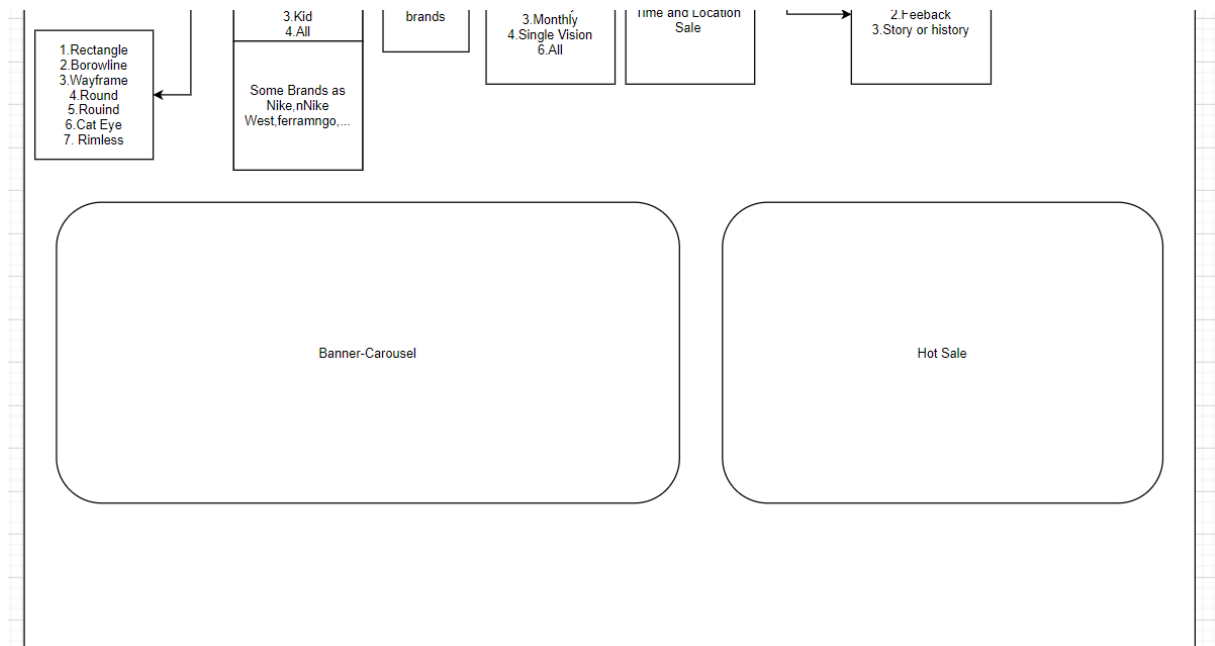 1.Rectangle
2.Borowline
3.Wayframe
4.Round
5.Rouind
6.Cat Eye
7. Rimless
3.Kid
4.All
Some Brands as
Nike,nNike
West,ferramngo,...
brands
3.Monthly
4.Single Vision
6.All
Time and Location
Sale
2.Feeback
3.Story or history
Banner-Carousel
Hot Sale